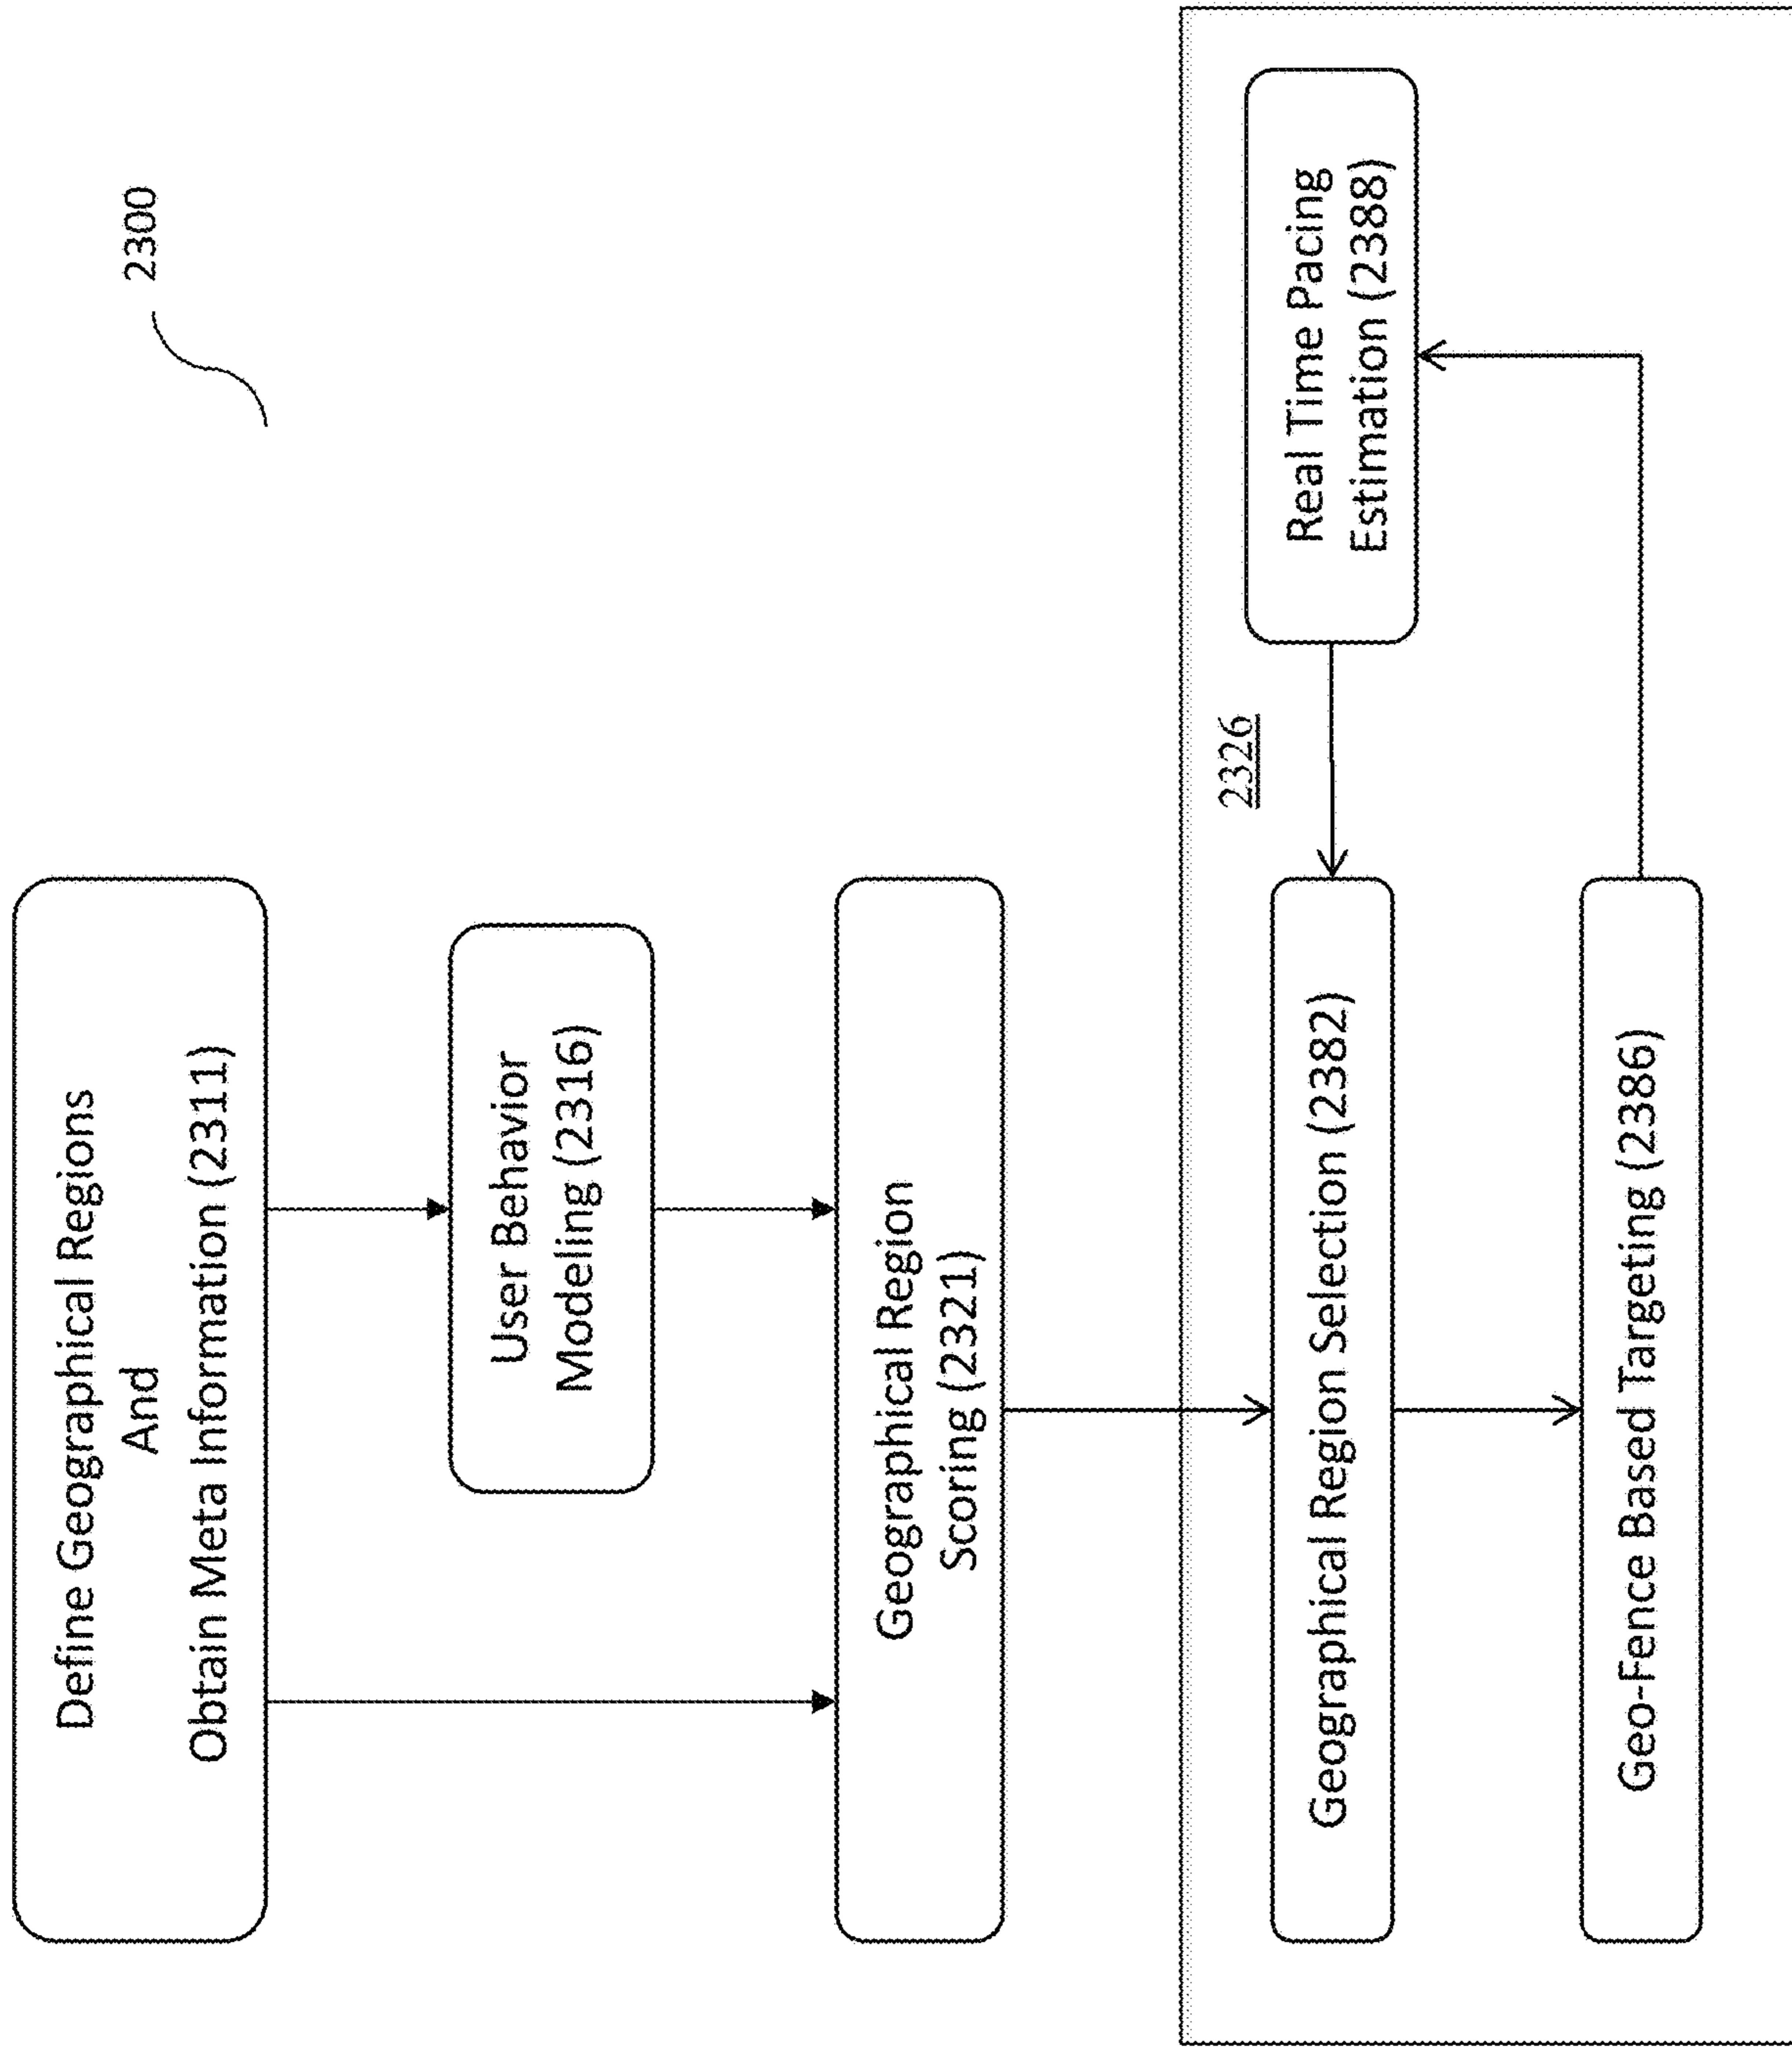 2300
Define Geographical Regions
And
Obtain Meta Information (2311)
User Behavior
Modeling (2316)
Geographical Region
Scoring (2321)
2326
Real Time Pacing
Estimation (2388)
Geographical Region Selection (2382)
Geo-Fence Based Targeting (2386)